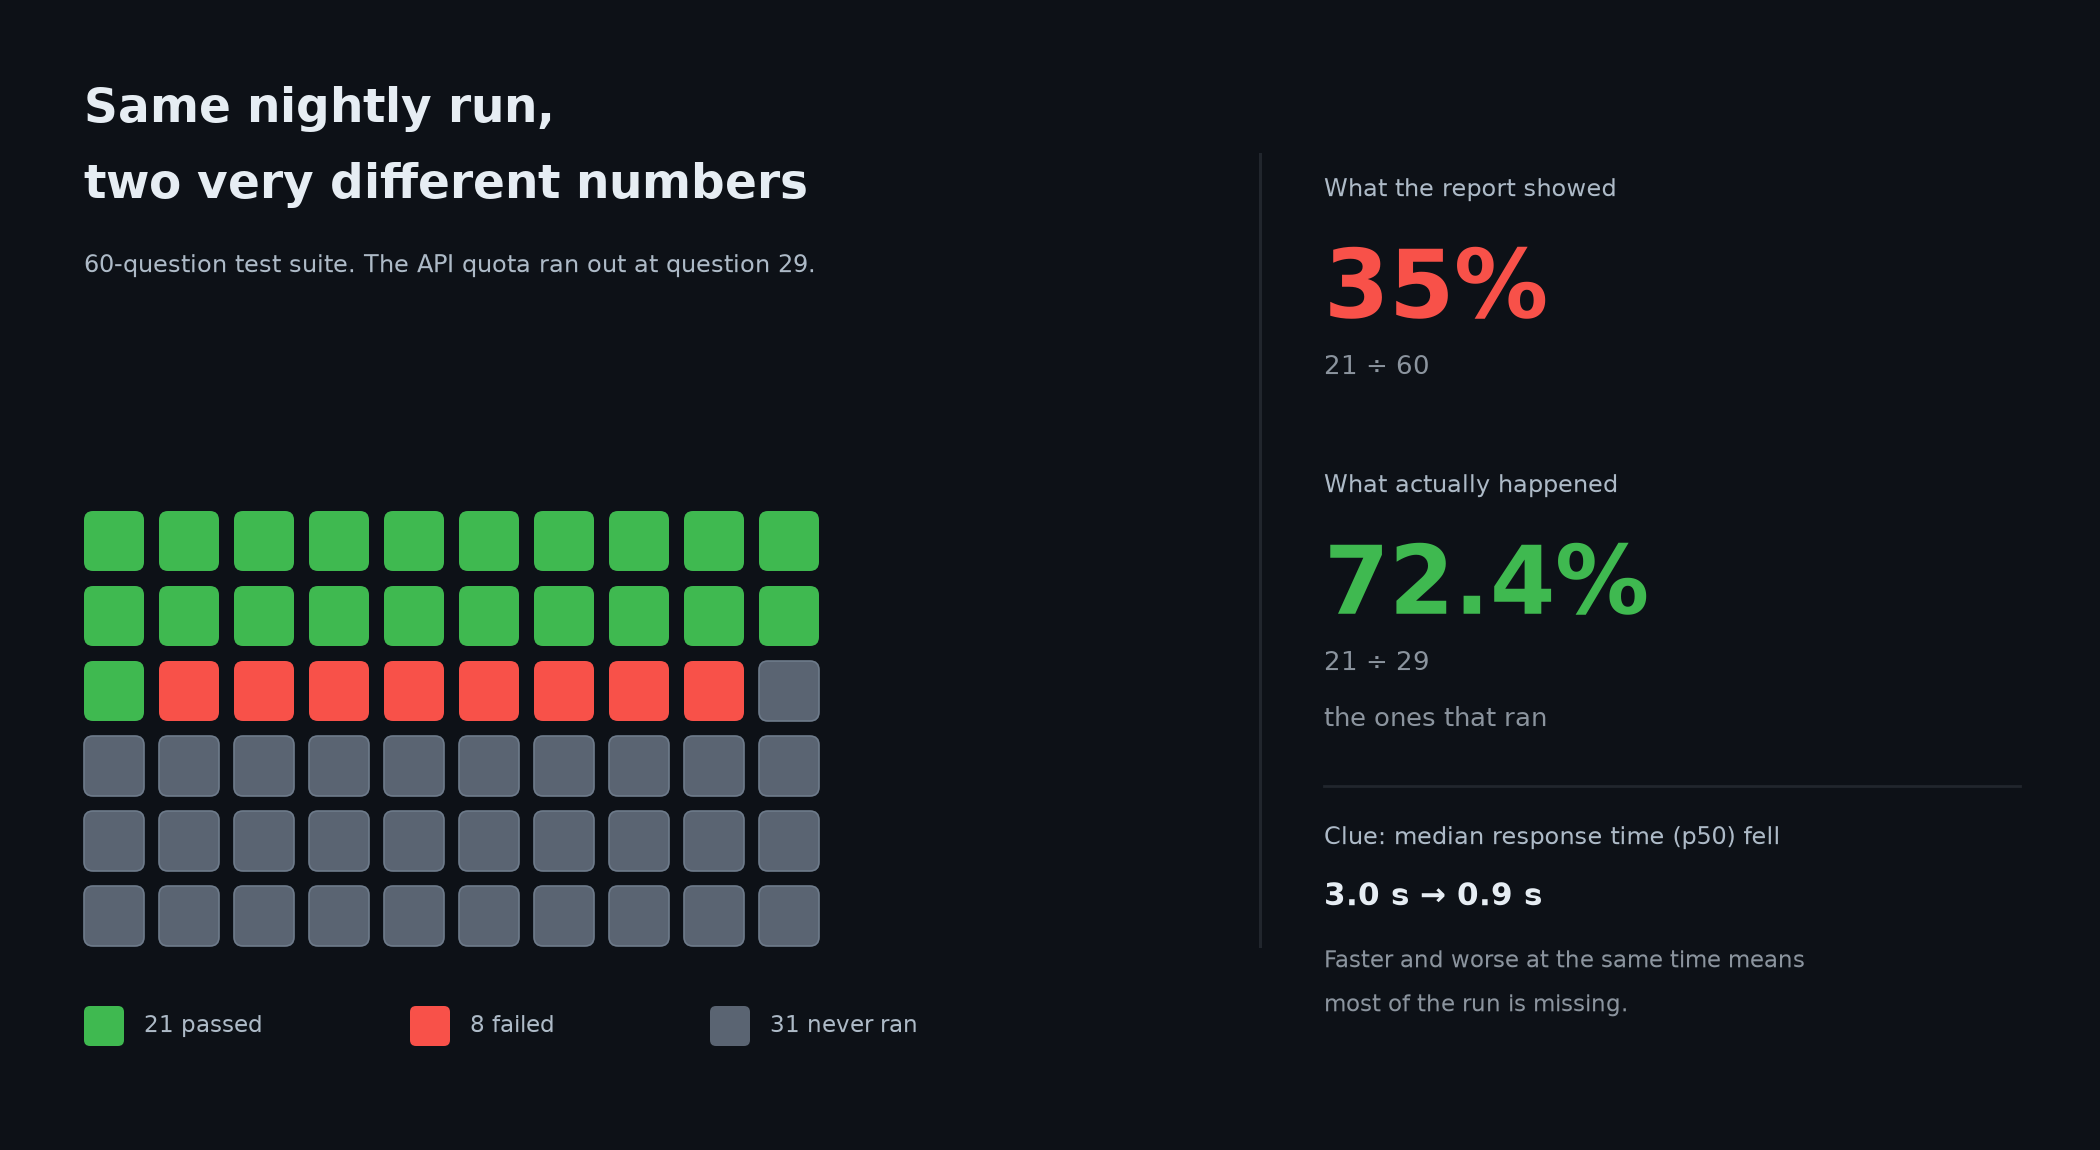 Same nightly run,
two very different numbers
60-question test suite. The API quota ran out at question 29.
21 passed
8 failed
31 never ran
What the report showed
35%
21 ÷ 60
What actually happened
72.4%
21 ÷ 29
the ones that ran
Clue: median response time (p50) fell
3.0 s → 0.9 s
Faster and worse at the same time means
most of the run is missing.